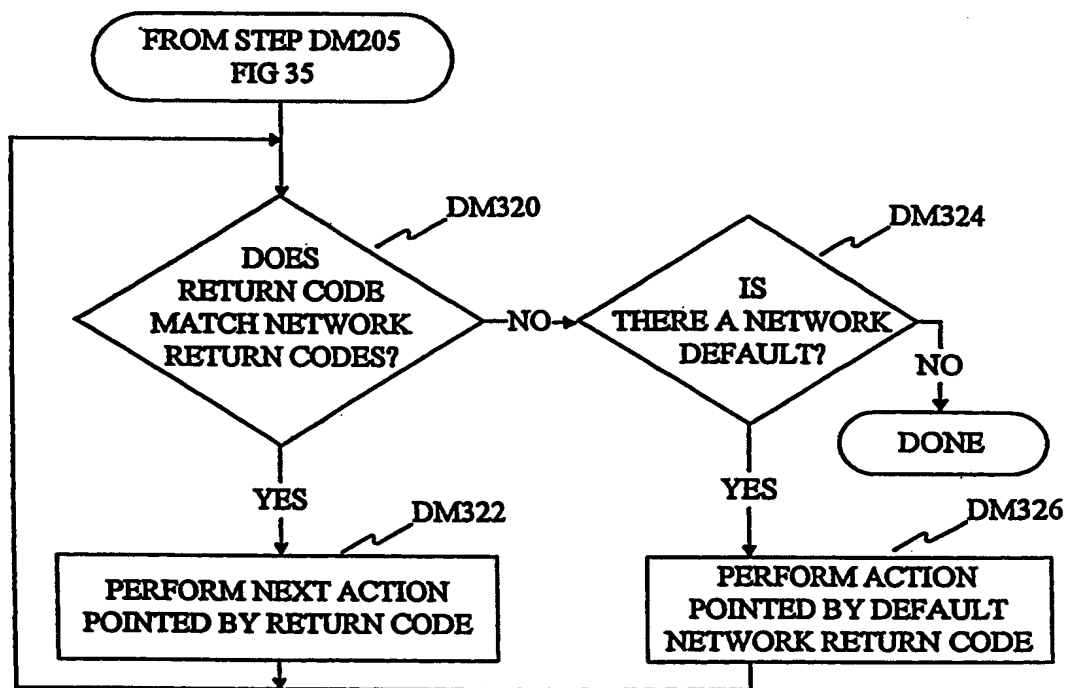 FROM STEP DM205
FIG 35
DM320
DOES
RETURN CODE
MATCH NETWORK
RETURN CODES?
NO
DM324
IS
THERE A NETWORK
DEFAULT?
NO
DONE
YES
YES
DM322
PERFORM NEXT ACTION
POINTED BY RETURN CODE
DM326
PERFORM ACTION
POINTED BY DEFAULT
NETWORK RETURN CODE